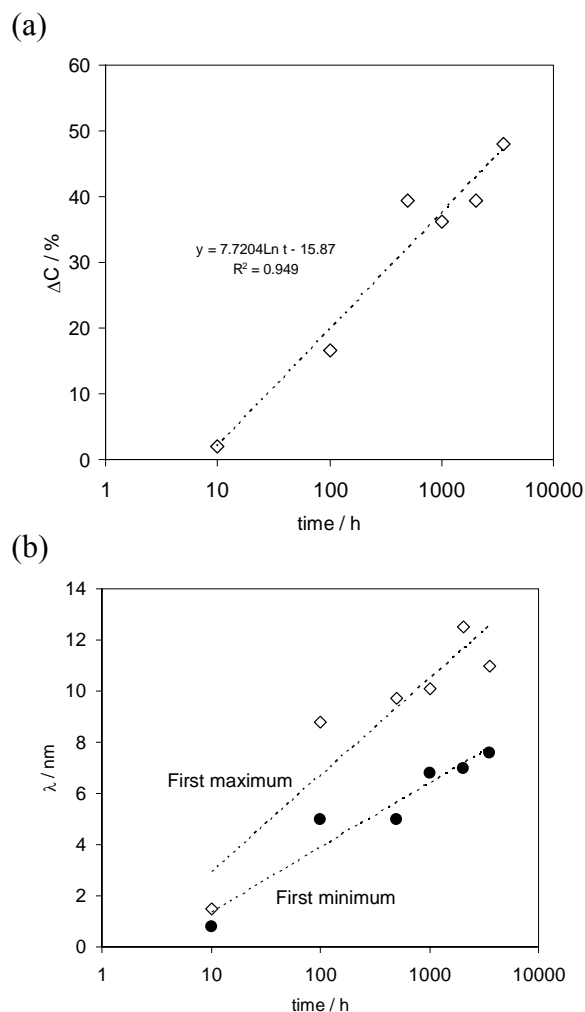 (a)
60
50
40
30
20
10
0
ΔC / %
y = 7.7204Ln t - 15.87
R² = 0.949
1 10 100 1000 10000
time / h
(b)
14
12
10
8
6
4
2
0
λ / nm
First maximum
First minimum
1 10 100 1000 10000
time / h